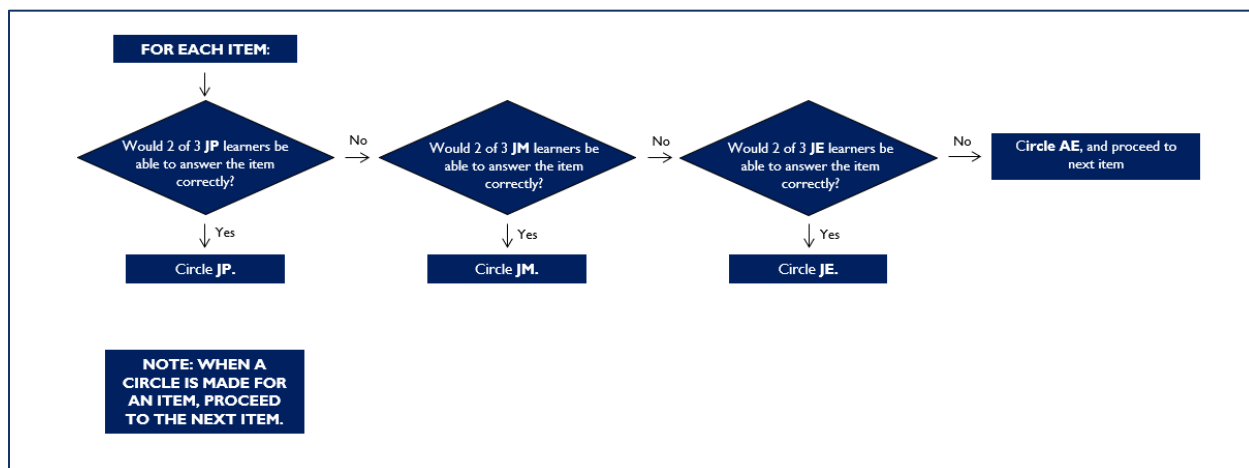 FOR EACH ITEM:
Would 2 of 3 JP learners be
able to answer the item
correctly?
No
Would 2 of 3 JM learners be
able to answer the item
correctly?
No
Would 2 of 3 JE learners be
able to answer the item
correctly?
No
Circle AE, and proceed to
next item
Yes
Yes
Yes
Circle JP.
Circle JM.
Circle JE.
NOTE: WHEN A
CIRCLE IS MADE FOR
AN ITEM, PROCEED
TO THE NEXT ITEM.